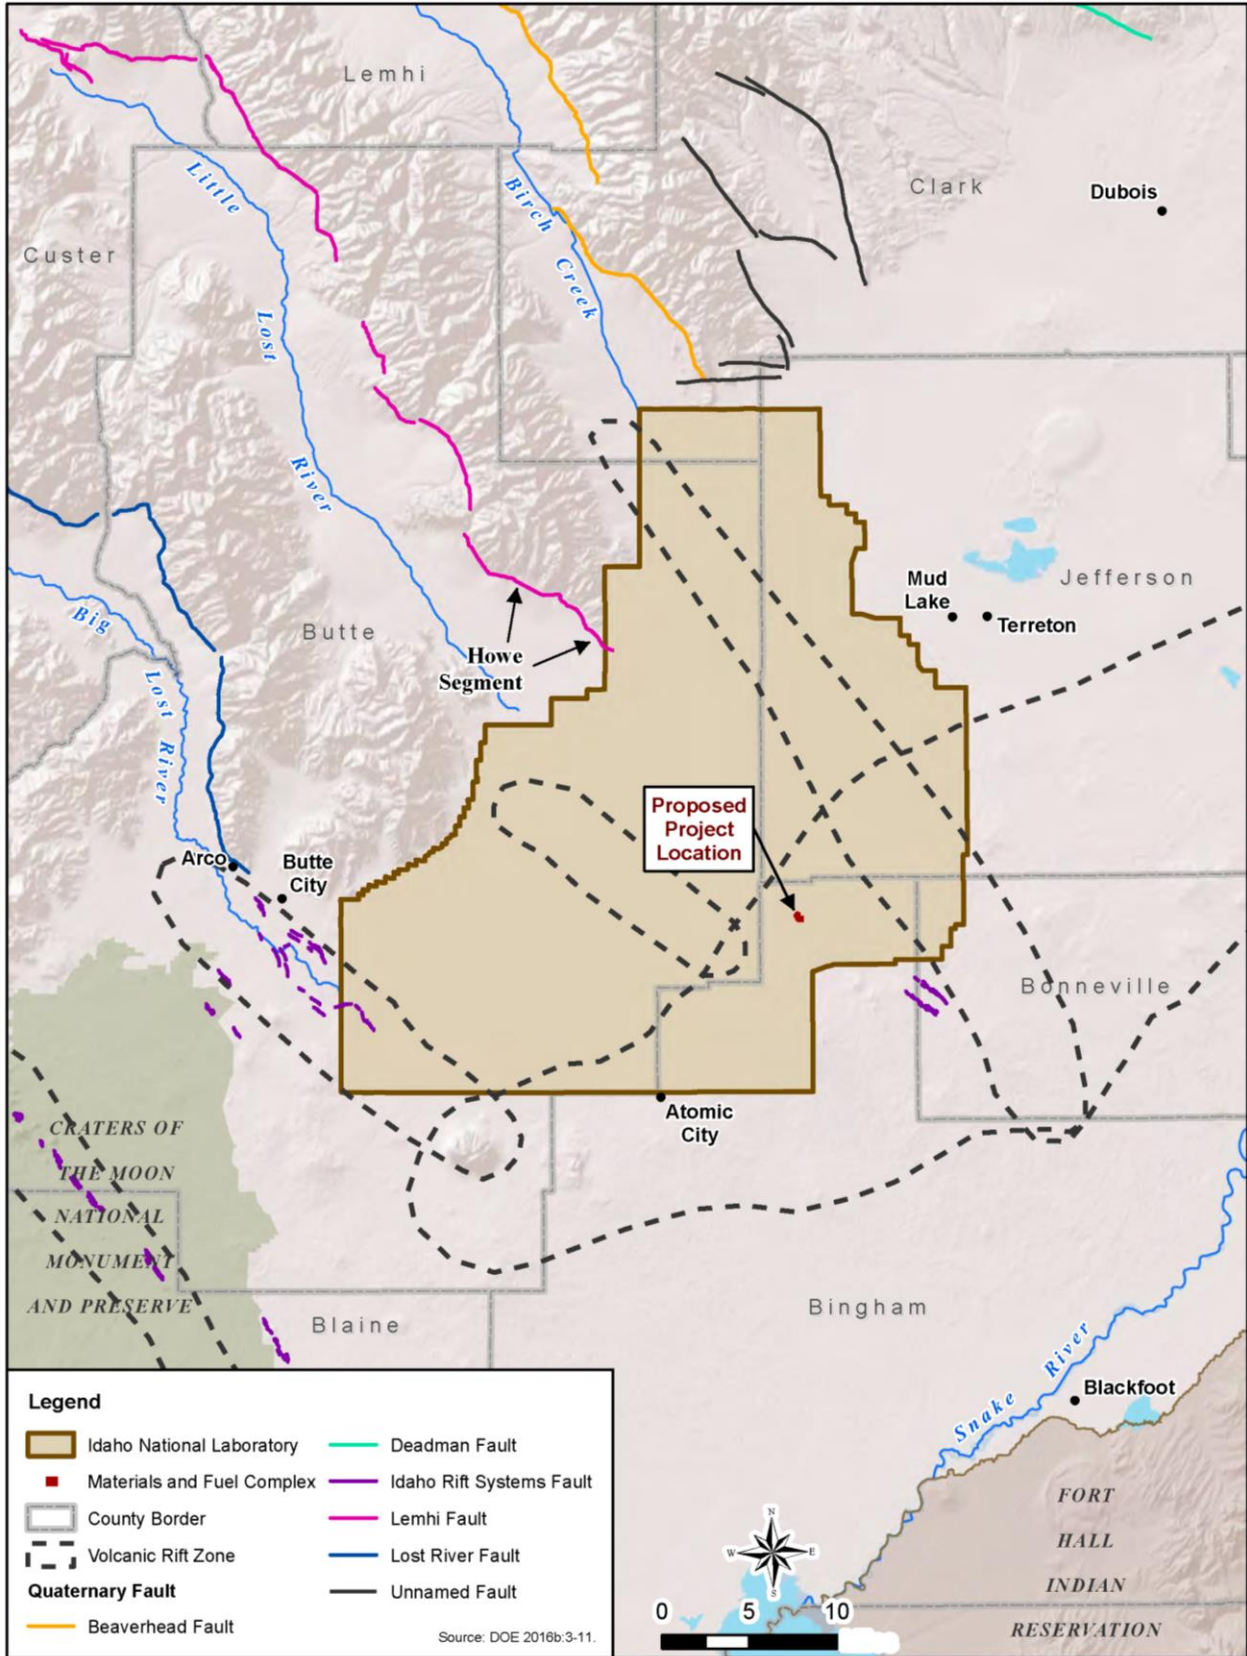 Lemhi
Clark
Dubois
Little
Birch
Creek
Custer
Lost
River
Jefferson
Mud
Lake
Terreton
Big
Butte
Howe
Segment
Lost
River
Proposed
Project
Location
Arco
Butte
City
Bonneville
Atomic
City
CRATERS OF
THE MOON
NATIONAL
MONUMENT
AND PRESERVE
Blaine
Bingham
Snake River
Blackfoot
FORT
HALL
INDIAN
RESERVATION
N
W E
S
0 5 10
Legend
Idaho National Laboratory
Materials and Fuel Complex
County Border
Volcanic Rift Zone
Quaternary Fault
Beaverhead Fault
Deadman Fault
Idaho Rift Systems Fault
Lemhi Fault
Lost River Fault
Unnamed Fault
Source: DOE 2016b:3-11.